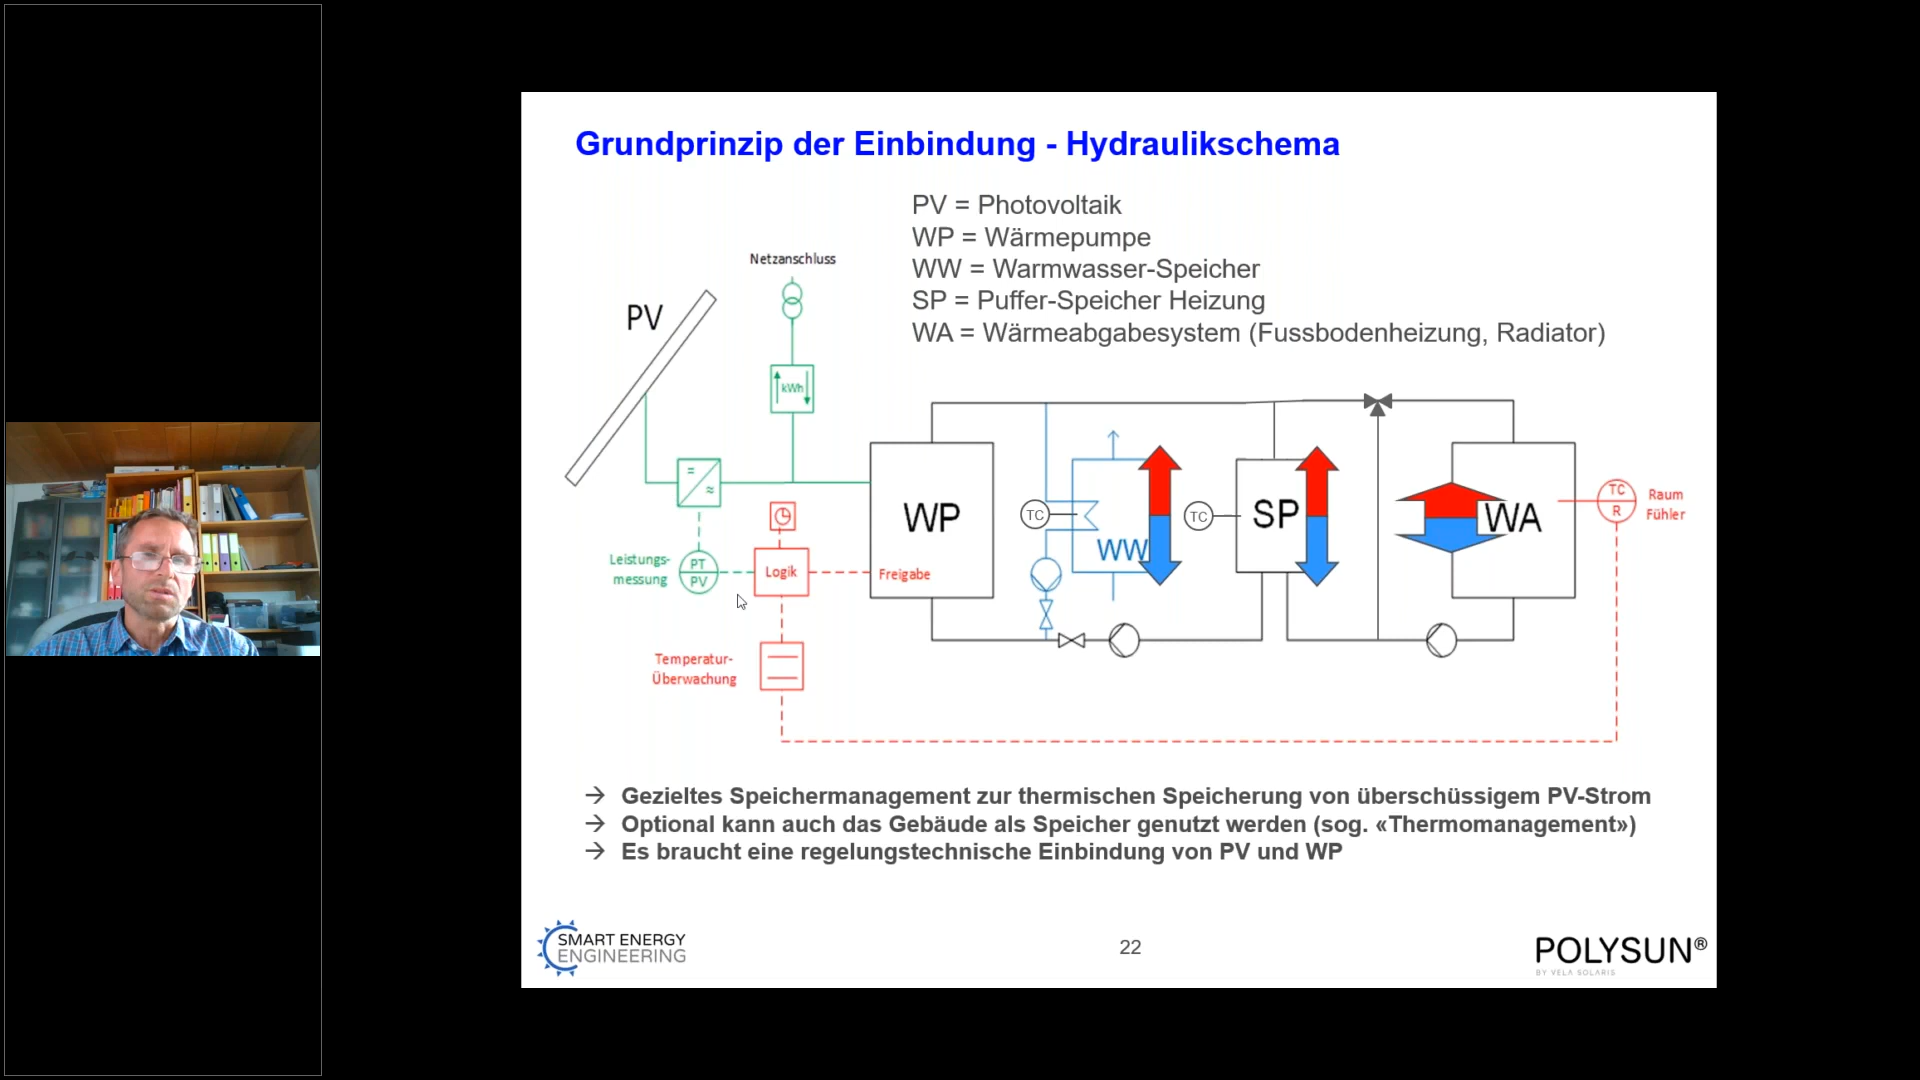 Grundprinzip der Einbindung - Hydraulikschema
PV = Photovoltaik
WP = Wärmepumpe
WW = Warmwasser-Speicher
SP = Puffer-Speicher Heizung
WA = Wärmeabgabesystem (Fussbodenheizung, Radiator)
Netzanschluss
PV
kWh
=
≈
WP
TC
WW
TC
SP
WA
TC
R
Raum
Fühler
Leistungs-
messung
PT
PV
Logik
Freigabe
Temperatur-
Überwachung
→ Gezieltes Speichermanagement zur thermischen Speicherung von überschüssigem PV-Strom
→ Optional kann auch das Gebäude als Speicher genutzt werden (sog. «Thermomanagement»)
→ Es braucht eine regelungstechnische Einbindung von PV und WP
SMART ENERGY
ENGINEERING
22
POLYSUN®
BY VELA SOLARIS